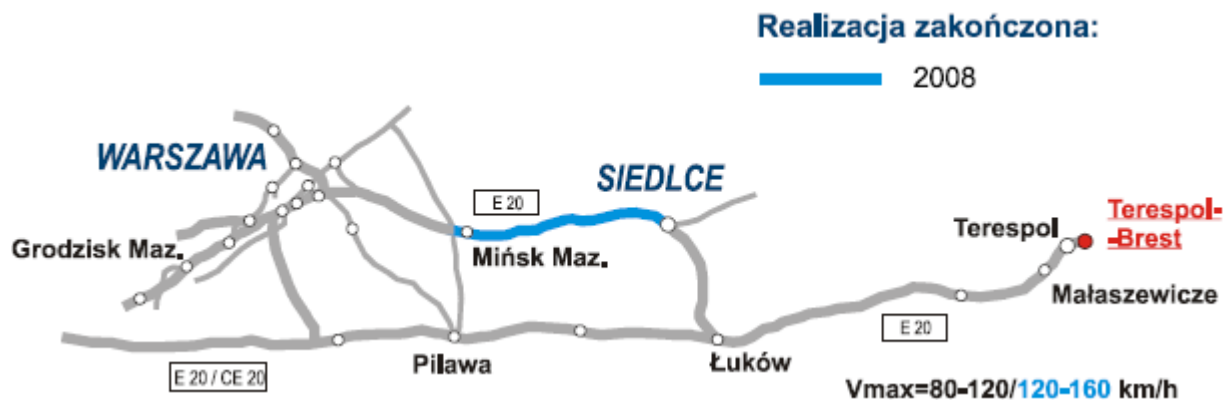 Realizacja zakończona:
2008
WARSZAWA
SIEDLCE
E 20
Terespol-
-Brest
Terespol
Grodzisk Maz.
Mińsk Maz.
Małaszewicze
E 20
Pilawa
Łuków
E 20 / CE 20
Vmax=80-120/120-160 km/h